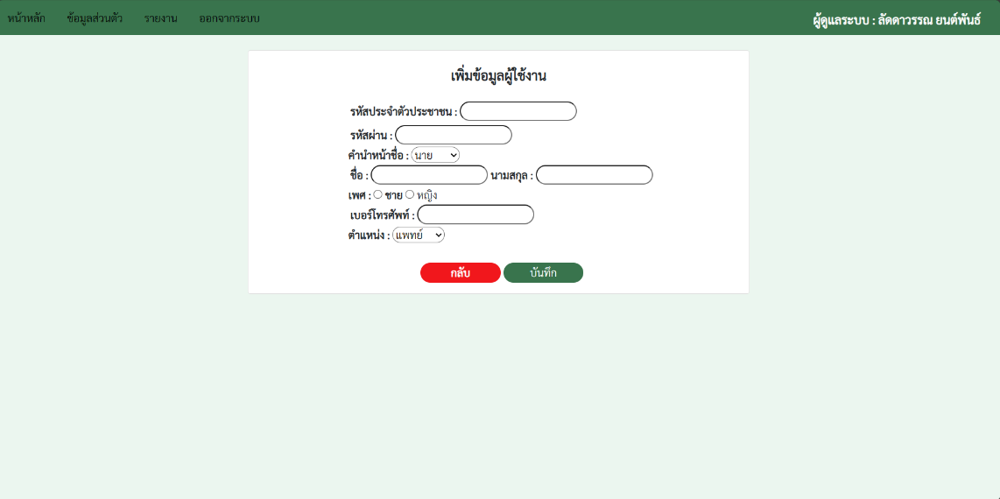 หน้าหลัก ข้อมูลส่วนตัว รายงาน ออกจากระบบ ผู้ดูแลระบบ : ลัดดาวรรณ ยนต์พันธ์
เพิ่มข้อมูลผู้ใช้งาน
รหัสประจำตัวประชาชน :
รหัสผ่าน :
คำนำหน้าชื่อ : นาย
ชื่อ : นามสกุล :
เพศ : ชาย หญิง
เบอร์โทรศัพท์ :
ตำแหน่ง : แพทย์
กลับ บันทึก